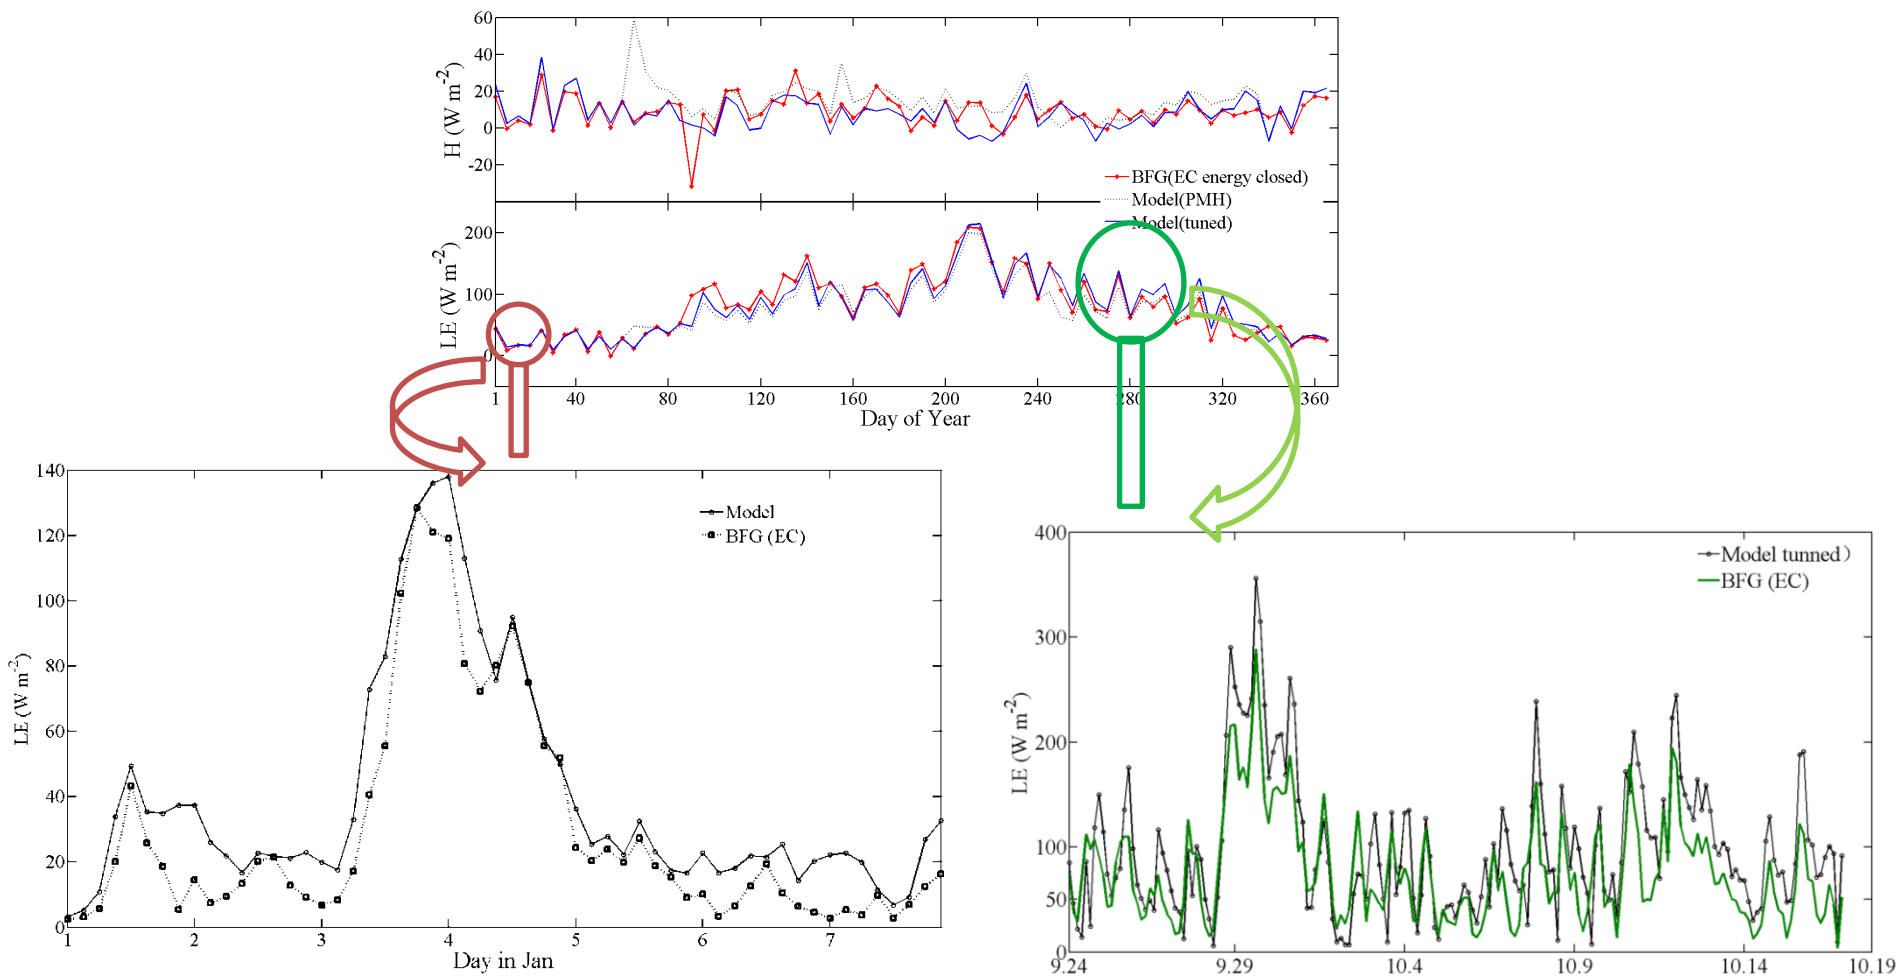 60
40
20
0
-20
H (W m-2)
BFG(EC energy closed)
Model(PMH)
Model(tuned)
200
100
0
LE (W m-2)
1 40 80 120 160 200 240 280 320 360
Day of Year
140
120
100
80
60
40
20
0
LE (W m-2)
Model
BFG (EC)
1 2 3 4 5 6 7
Day in Jan
400
300
200
100
50
0
LE (W m-2)
Model tunned）
BFG (EC)
9.24 9.29 10.4 10.9 10.14 10.19